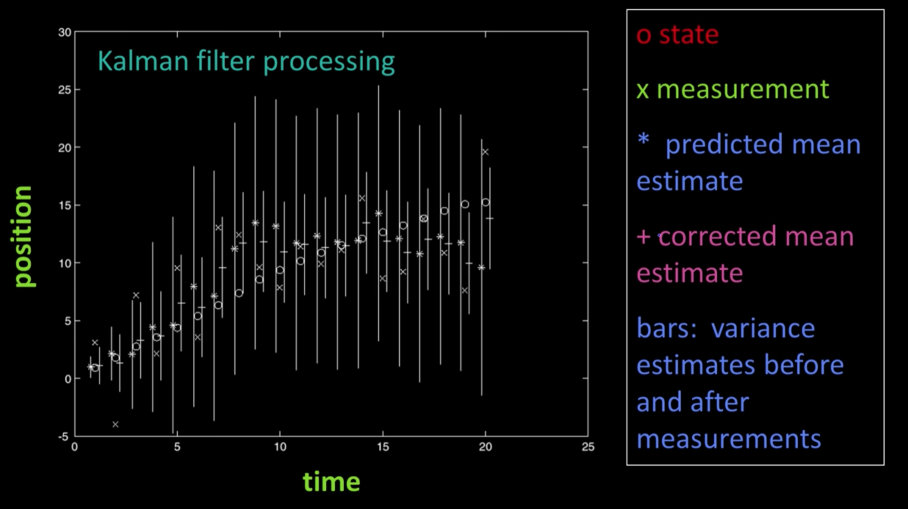 Kalman filter processing
30
25
20
15
10
5
0
-5
0
5
10
15
20
25
position
time
o state
x measurement
* predicted mean
estimate
+ corrected mean
estimate
bars: variance
estimates before
and after
measurements